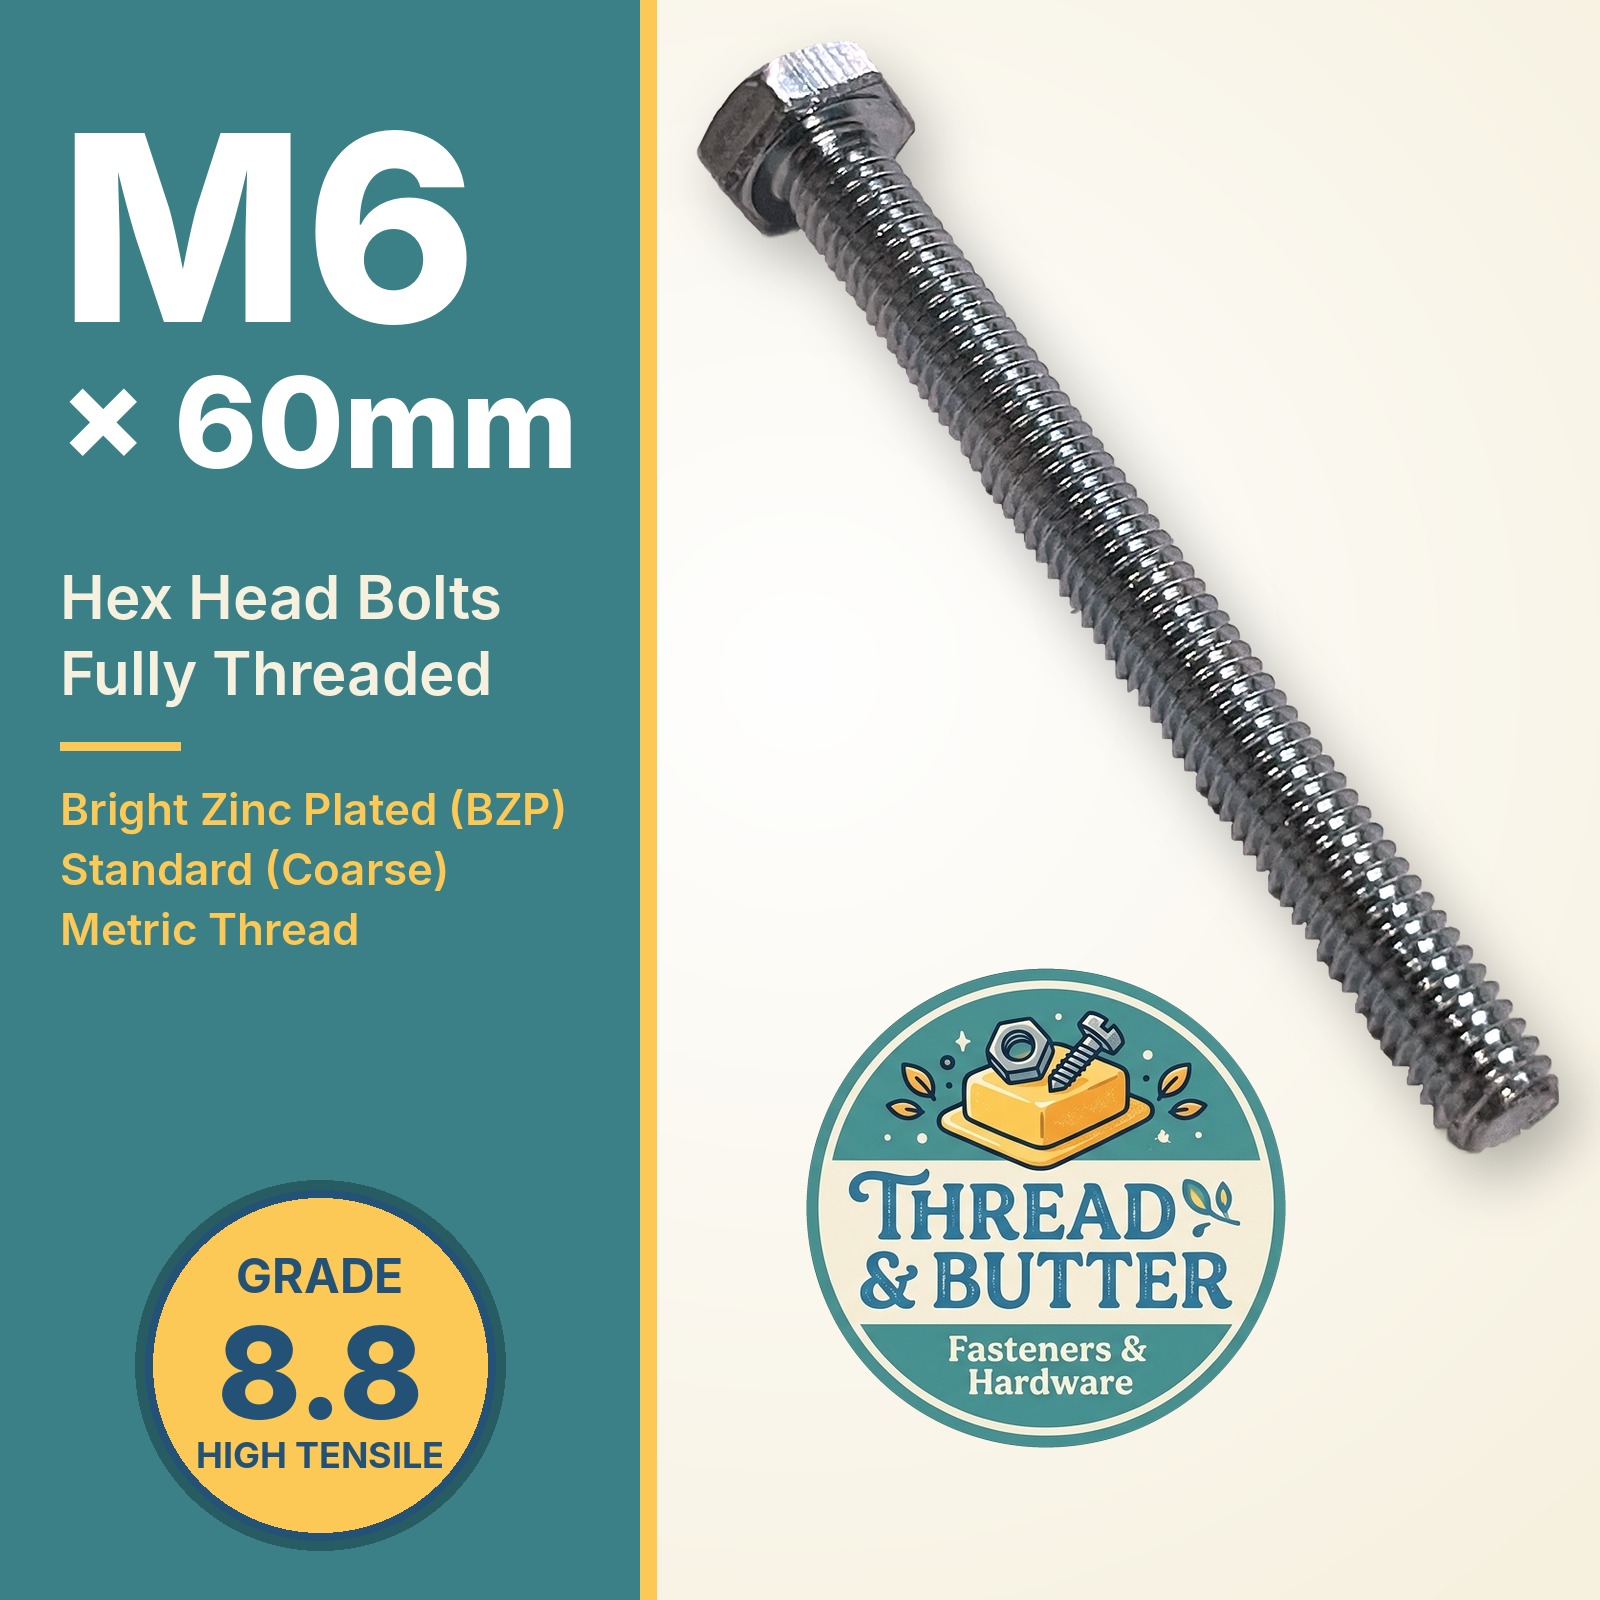 M6
× 60mm
Hex Head Bolts
Fully Threaded
Bright Zinc Plated (BZP)
Standard (Coarse)
Metric Thread
GRADE
8.8
HIGH TENSILE
THREAD
& BUTTER
Fasteners &
Hardware